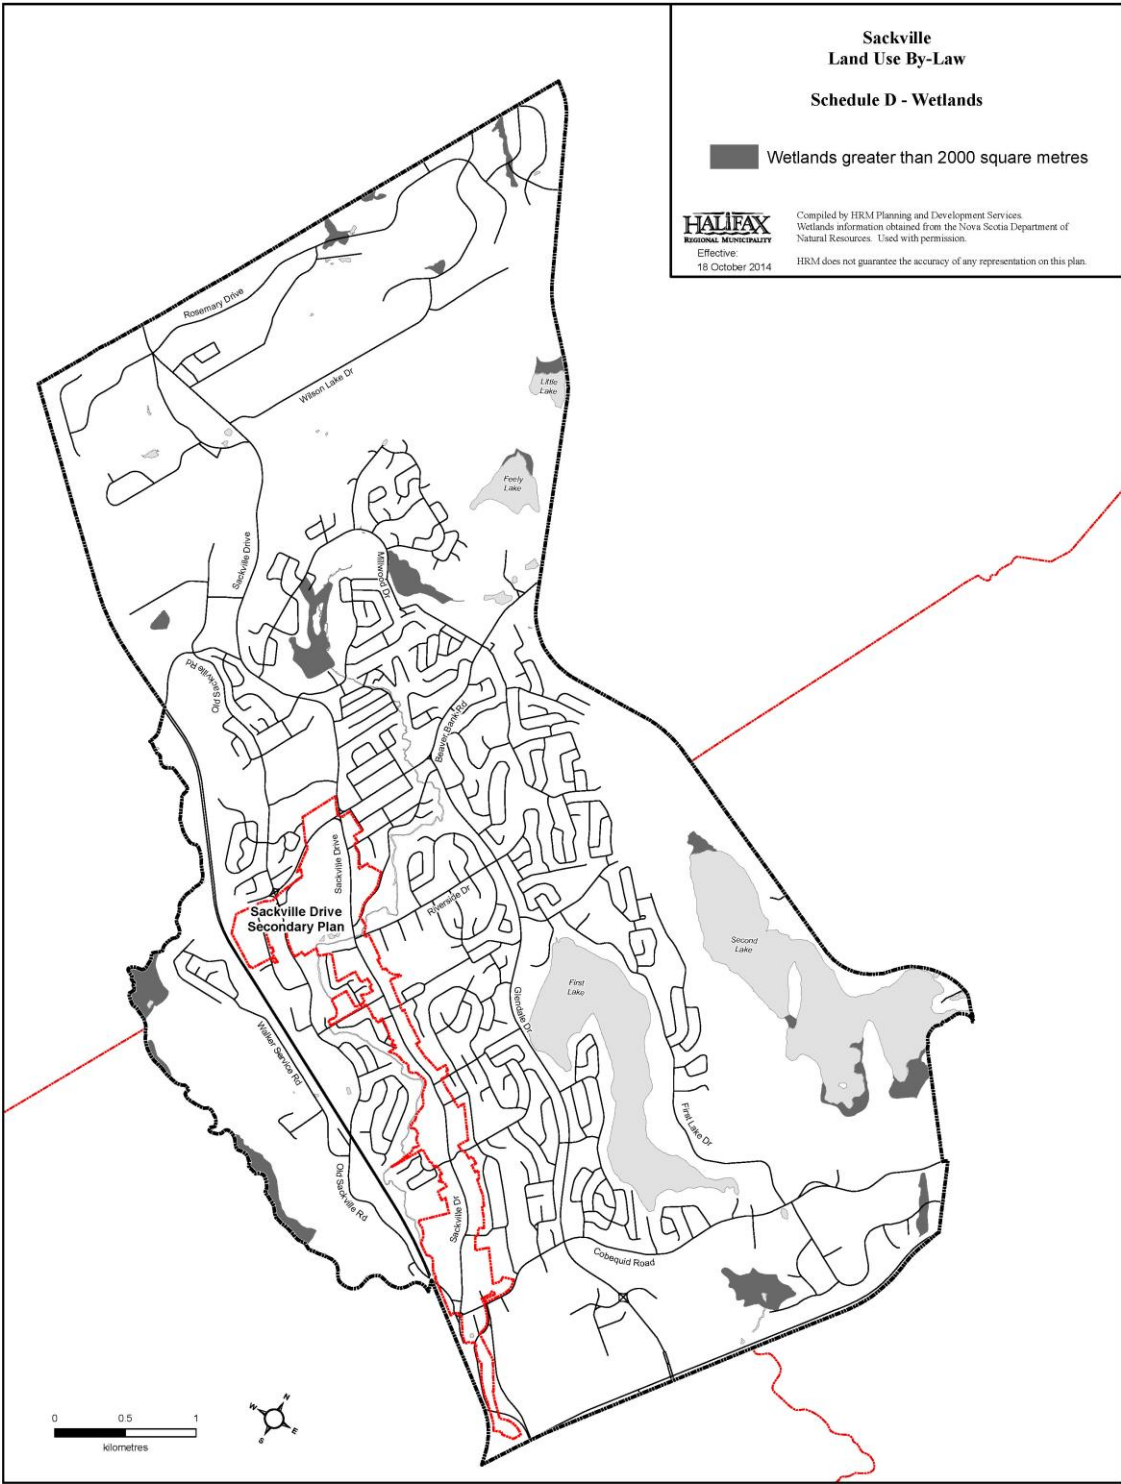 Sackville
Land Use By-Law
Schedule D - Wetlands
Wetlands greater than 2000 square metres
HALIFAX
REGIONAL MUNICIPALITY
Effective:
18 October 2014
Compiled by HRM Planning and Development Services.
Wetlands information obtained from the Nova Scotia Department of
Natural Resources. Used with permission.
HRM does not guarantee the accuracy of any representation on this plan.
Rosemary Drive
Wilson Lake Dr
Little
Lake
Feely
Lake
Sackville Drive
Millwood Dr
Old Sackville Rd
Beaver Bank Rd
Sackville Drive
Riverside Dr
Sackville Drive
Secondary Plan
Second
Lake
First
Lake
Glendale Dr
Walker Service Rd
First Lake Dr
Old Sackville Rd
Sackville Dr
Cobequid Road
0 0.5 1
kilometres
N
W
E
S